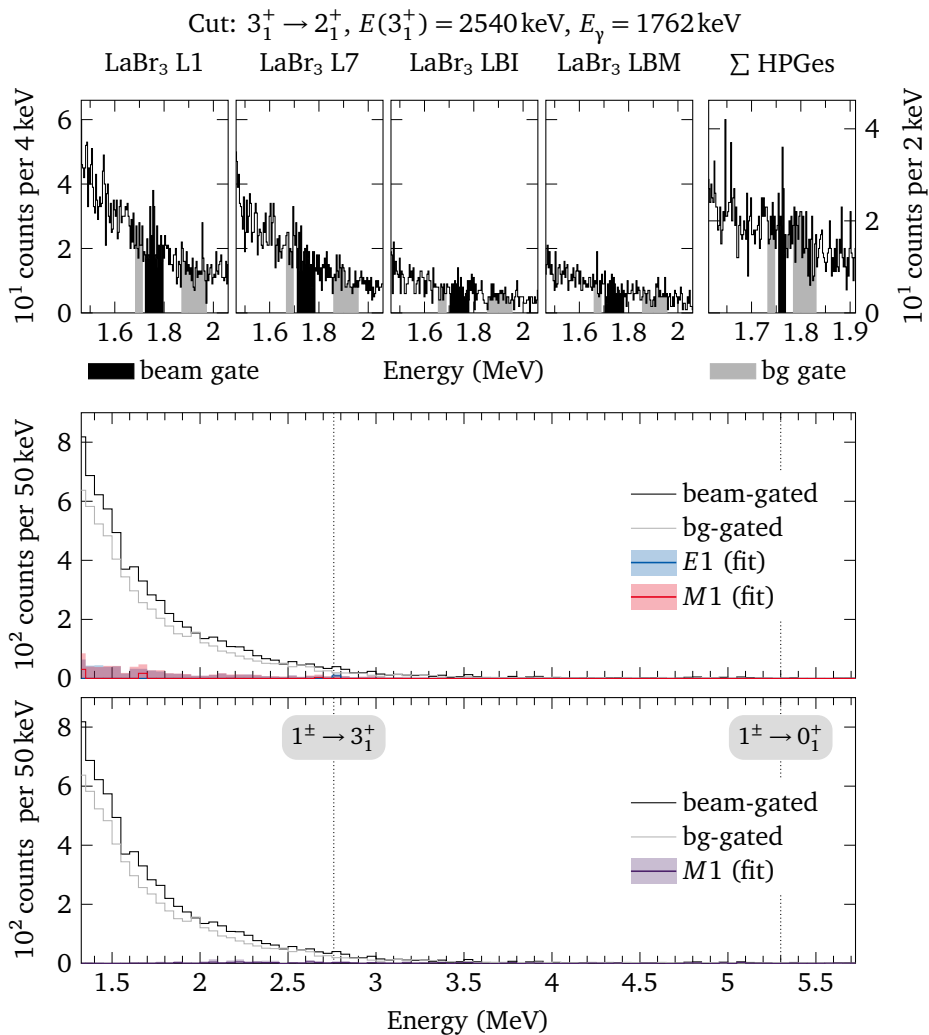 Cut: 3₁⁺ → 2₁⁺, E(3₁⁺) = 2540 keV, Eγ = 1762 keV
LaBr₃ L1 LaBr₃ L7 LaBr₃ LBI LaBr₃ LBM ∑ HPGes
10¹ counts per 4 keV
0 2 4 6
1.6 1.8 2 1.6 1.8 2 1.6 1.8 2 1.6 1.8 2 1.7 1.8 1.9
0 2 4
10¹ counts per 2 keV
beam gate Energy (MeV) bg gate
10² counts per 50 keV
8
6
4
2
0
beam-gated
bg-gated
E1 (fit)
M1 (fit)
10² counts per 50 keV
8
6
4
2
0
1± → 3₁⁺ 1± → 0₁⁺
beam-gated
bg-gated
M1 (fit)
1.5 2 2.5 3 3.5 4 4.5 5 5.5
Energy (MeV)